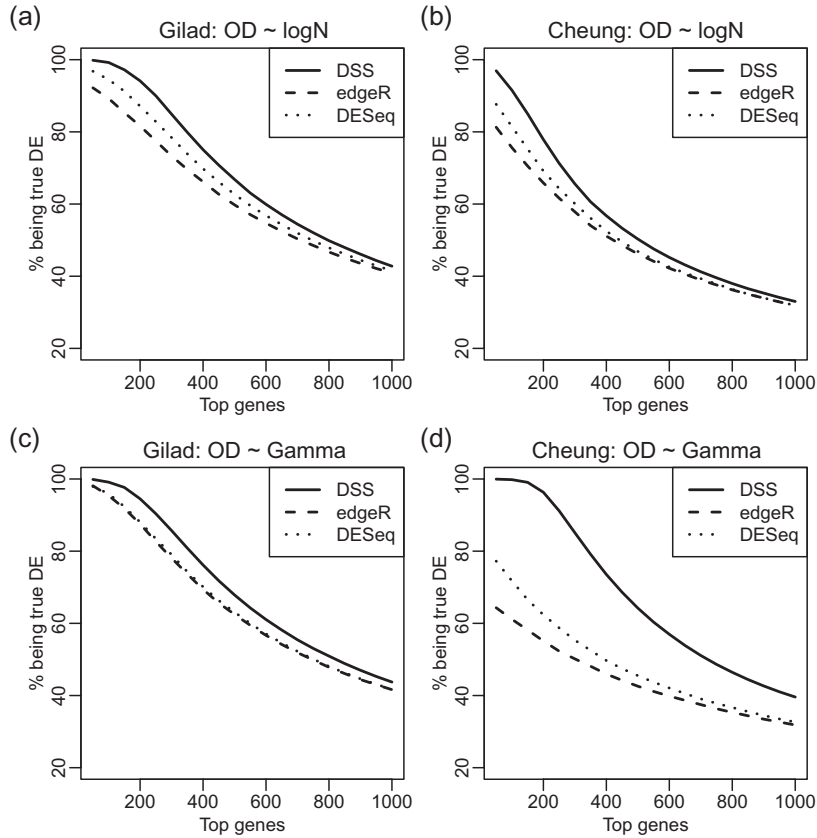 (a)
Gilad: OD ~ logN
DSS
edgeR
DESeq
% being true DE
100
80
60
40
20
200
400
600
800
1000
Top genes
(b)
Cheung: OD ~ logN
DSS
edgeR
DESeq
% being true DE
100
80
60
40
20
200
400
600
800
1000
Top genes
(c)
Gilad: OD ~ Gamma
DSS
edgeR
DESeq
% being true DE
100
80
60
40
20
200
400
600
800
1000
Top genes
(d)
Cheung: OD ~ Gamma
DSS
edgeR
DESeq
% being true DE
100
80
60
40
20
200
400
600
800
1000
Top genes